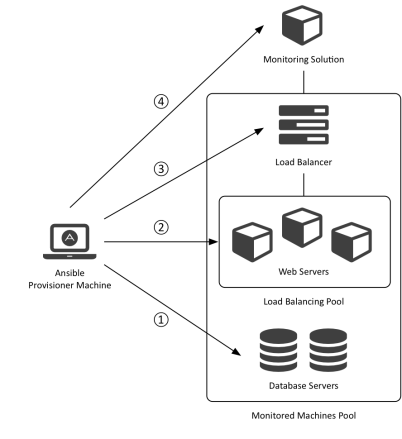 Monitoring Solution
④
Load Balancer
③
②
A
Ansible
Provisioner Machine
Web Servers
Load Balancing Pool
①
Database Servers
Monitored Machines Pool